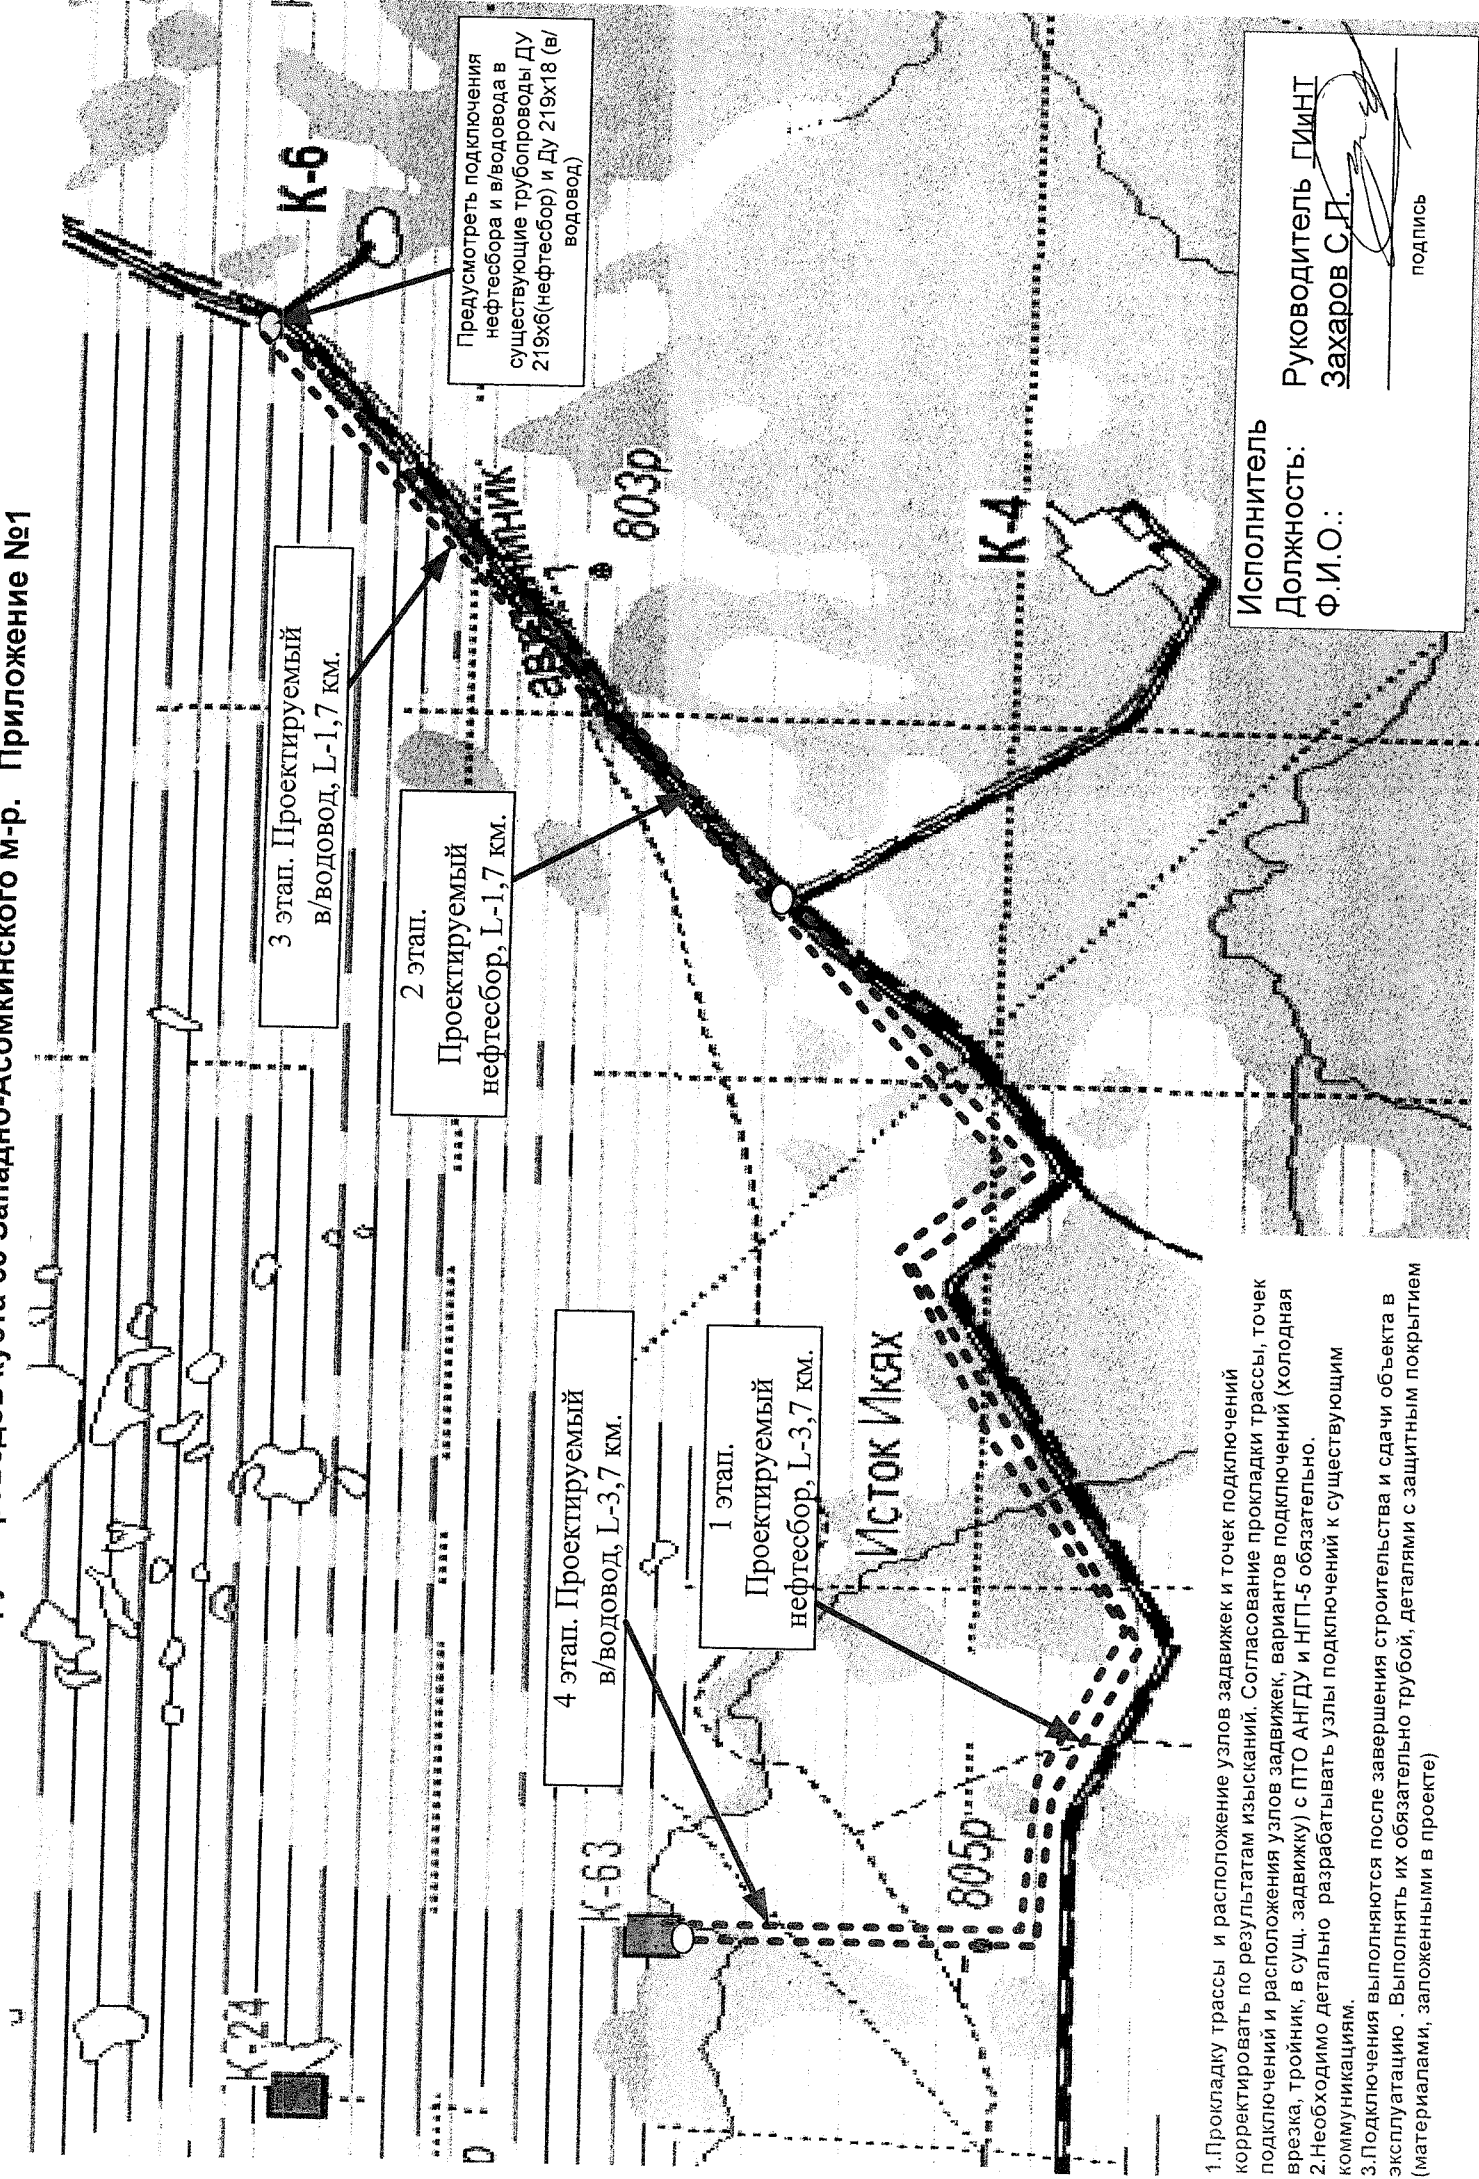 куста 63 Западно-Асомкинского м-р. Приложение №1
К-6
Предусмотреть подключения
нефтесбора и в/водовода в
существующие трубопроводы ДУ
219х6(нефтесбор) и Ду 219х18 (в/
водовод)
3 этап. Проектируемый
в/водовод, L-1,7 км.
2 этап.
Проектируемый
нефтесбор, L-1,7 км.
803р
К-4
4 этап. Проектируемый
в/водовод, L-3,7 км.
1 этап.
Проектируемый
нефтесбор, L-3,7 км.
Исток Икях
К-24
К-63
805р
Исполнитель
Должность: Руководитель ГИиНТ
Ф.И.О.: Захаров С.П.
подпись
1.Прокладку трассы и расположение узлов задвижек и точек подключений
корректировать по результатам изысканий. Согласование прокладки трассы, точек
подключений и расположения узлов задвижек, вариантов подключений (холодная
врезка, тройник, в сущ. задвижку) с ПТО АНГДУ и НГП-5 обязательно.
2.Необходимо детально разрабатывать узлы подключений к существующим
коммуникациям.
3.Подключения выполняются после завершения строительства и сдачи объекта в
эксплуатацию . Выполнять их обязательно трубой, деталями с защитным покрытием
(материалами, заложенными в проекте)